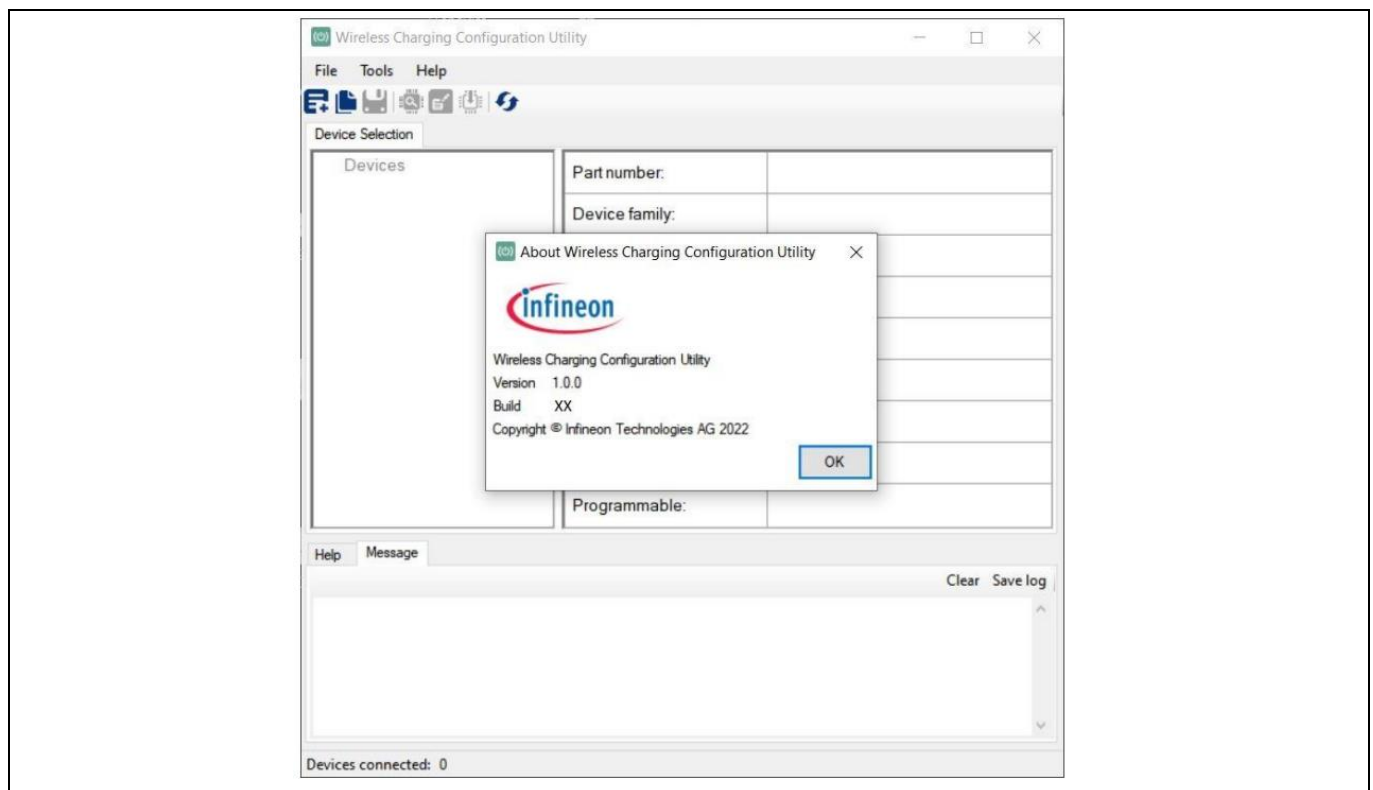 Wireless Charging Configuration Utility
File Tools Help
Device Selection
Devices
Part number:
Device family:
About Wireless Charging Configuration Utility
infineon
Wireless Charging Configuration Utility
Version 1.0.0
Build XX
Copyright © Infineon Technologies AG 2022
OK
Programmable:
Help Message
Clear Save log
Devices connected: 0